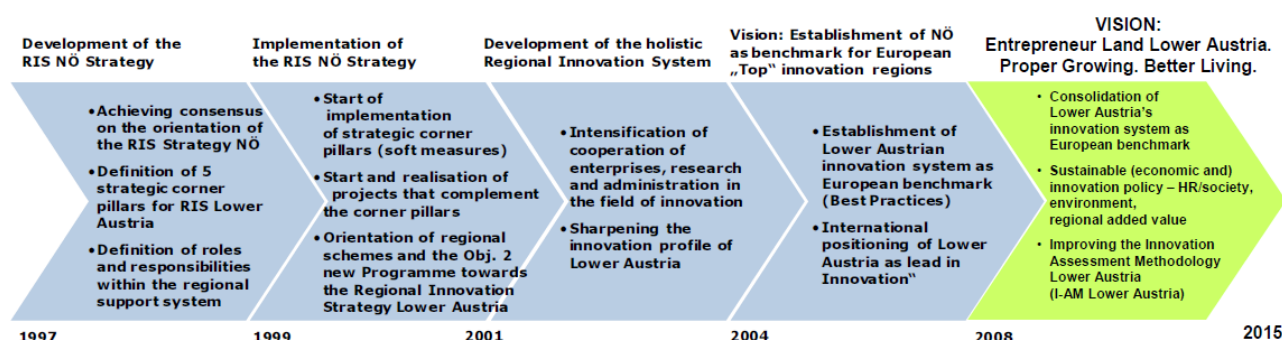 Development of the
RIS NÖ Strategy
Implementation of
the RIS NÖ Strategy
Development of the holistic
Regional Innovation System
Vision: Establishment of NÖ
as benchmark for European
„Top“ innovation regions
VISION:
Entrepreneur Land Lower Austria.
Proper Growing. Better Living.
• Achieving consensus
on the orientation of
the RIS Strategy NÖ
• Definition of 5
strategic corner
pillars for RIS Lower
Austria
• Definition of roles
and responsibilities
within the regional
support system
• Start of
implementation
of strategic corner
pillars (soft measures)
• Start and realisation of
projects that complement
the corner pillars
• Orientation of regional
schemes and the Obj. 2
new Programme towards
the Regional Innovation
Strategy Lower Austria
• Intensification of
cooperation of
enterprises, research
and administration in
the field of innovation
• Sharpening the
innovation profile of
Lower Austria
• Establishment of
Lower Austrian
innovation system as
European benchmark
(Best Practices)
• International
positioning of Lower
Austria as lead in
Innovation“
• Consolidation of
Lower Austria’s
innovation system as
European benchmark
• Sustainable (economic and)
innovation policy – HR/society,
environment,
regional added value
• Improving the Innovation
Assessment Methodology
Lower Austria
(I-AM Lower Austria)
1997
1999
2001
2004
2008
2015